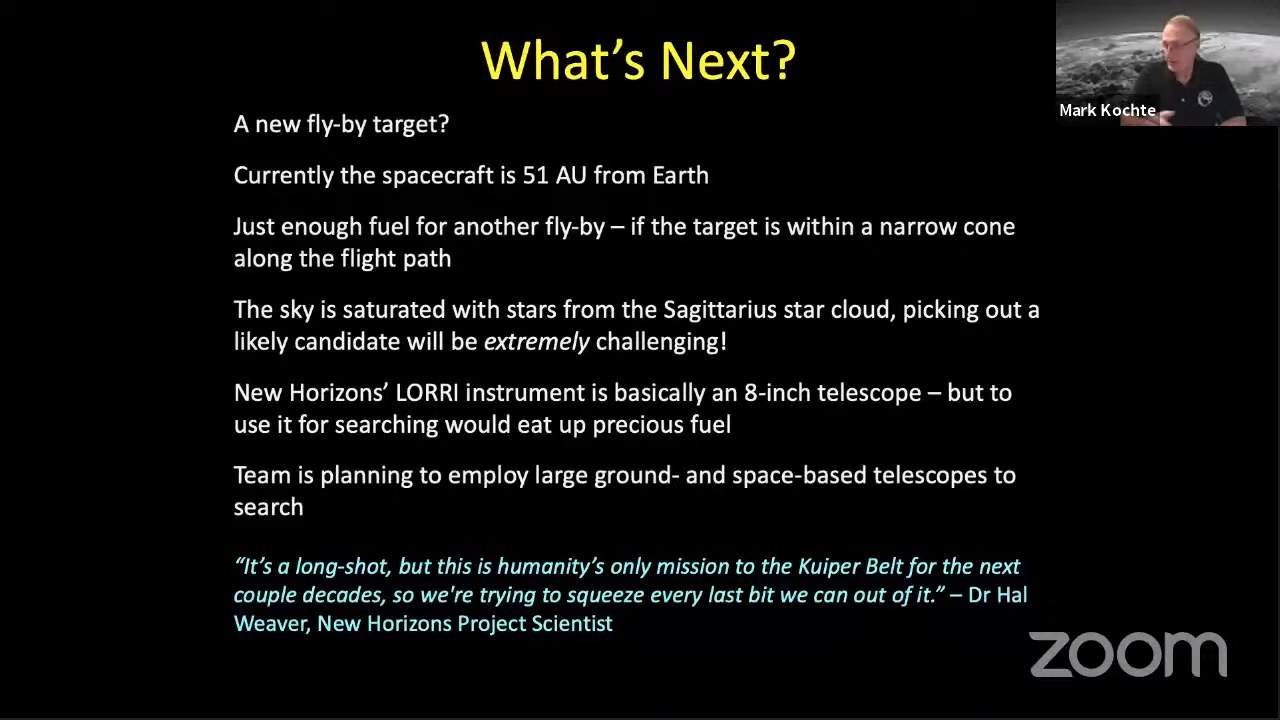 What's Next?
Mark Kochte
A new fly-by target?
Currently the spacecraft is 51 AU from Earth
Just enough fuel for another fly-by – if the target is within a narrow cone
along the flight path
The sky is saturated with stars from the Sagittarius star cloud, picking out a
likely candidate will be extremely challenging!
New Horizons' LORRI instrument is basically an 8-inch telescope – but to
use it for searching would eat up precious fuel
Team is planning to employ large ground- and space-based telescopes to
search
“It's a long-shot, but this is humanity's only mission to the Kuiper Belt for the next
couple decades, so we're trying to squeeze every last bit we can out of it.” – Dr Hal
Weaver, New Horizons Project Scientist
zoom